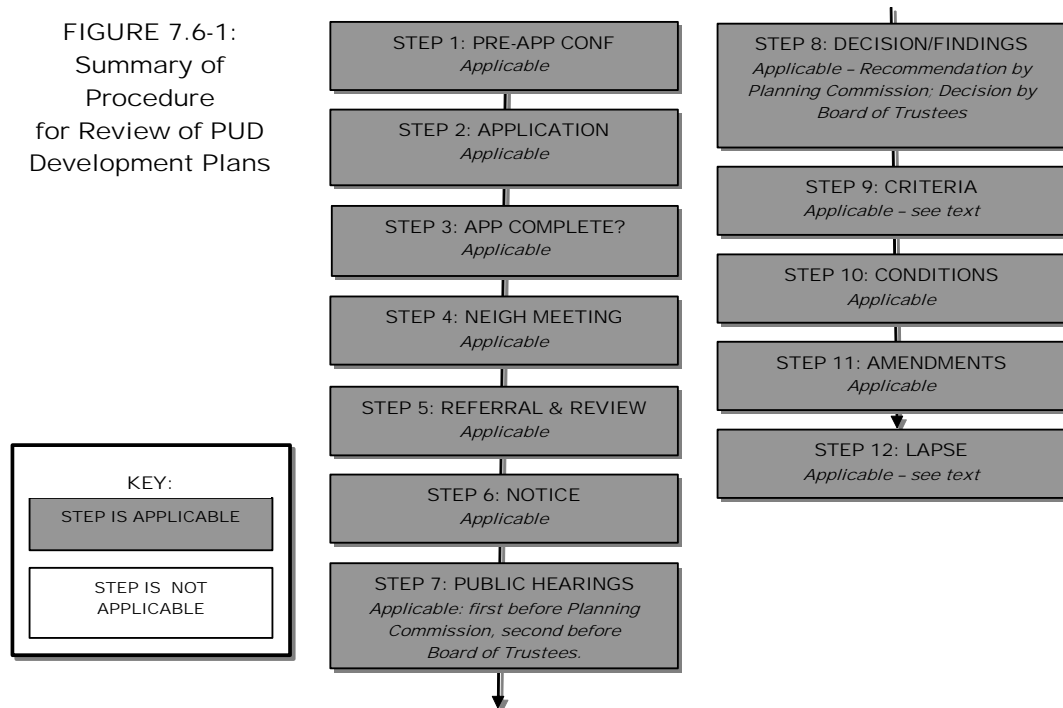 FIGURE 7.6-1:
Summary of
Procedure
for Review of PUD
Development Plans
STEP 1: PRE-APP CONF
Applicable
STEP 2: APPLICATION
Applicable
STEP 3: APP COMPLETE?
Applicable
STEP 4: NEIGH MEETING
Applicable
STEP 5: REFERRAL & REVIEW
Applicable
STEP 6: NOTICE
Applicable
STEP 7: PUBLIC HEARINGS
Applicable: first before Planning
Commission, second before
Board of Trustees.
STEP 8: DECISION/FINDINGS
Applicable – Recommendation by
Planning Commission; Decision by
Board of Trustees
STEP 9: CRITERIA
Applicable – see text
STEP 10: CONDITIONS
Applicable
STEP 11: AMENDMENTS
Applicable
STEP 12: LAPSE
Applicable – see text
KEY:
STEP IS APPLICABLE
STEP IS NOT
APPLICABLE